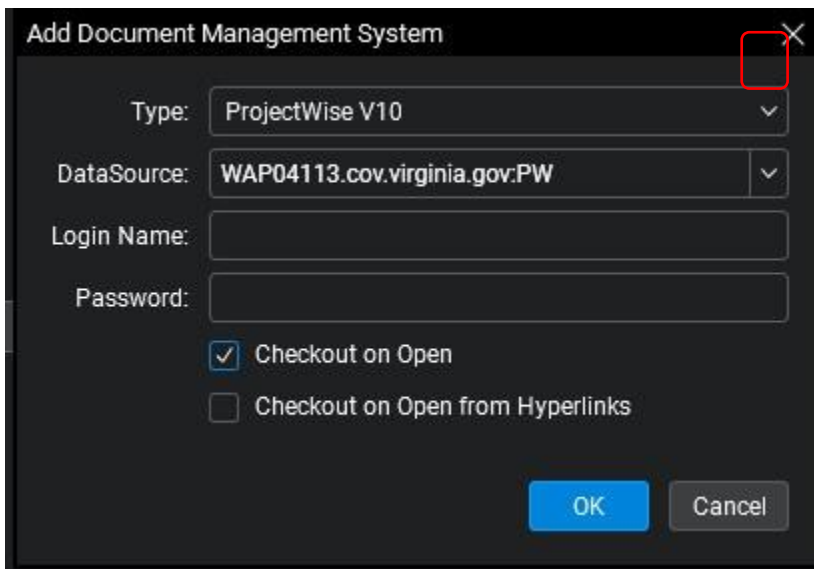 Add Document Management System
Type: ProjectWise V10
DataSource: WAP04113.cov.virginia.gov:PW
Login Name:
Password:
Checkout on Open
Checkout on Open from Hyperlinks
OK Cancel